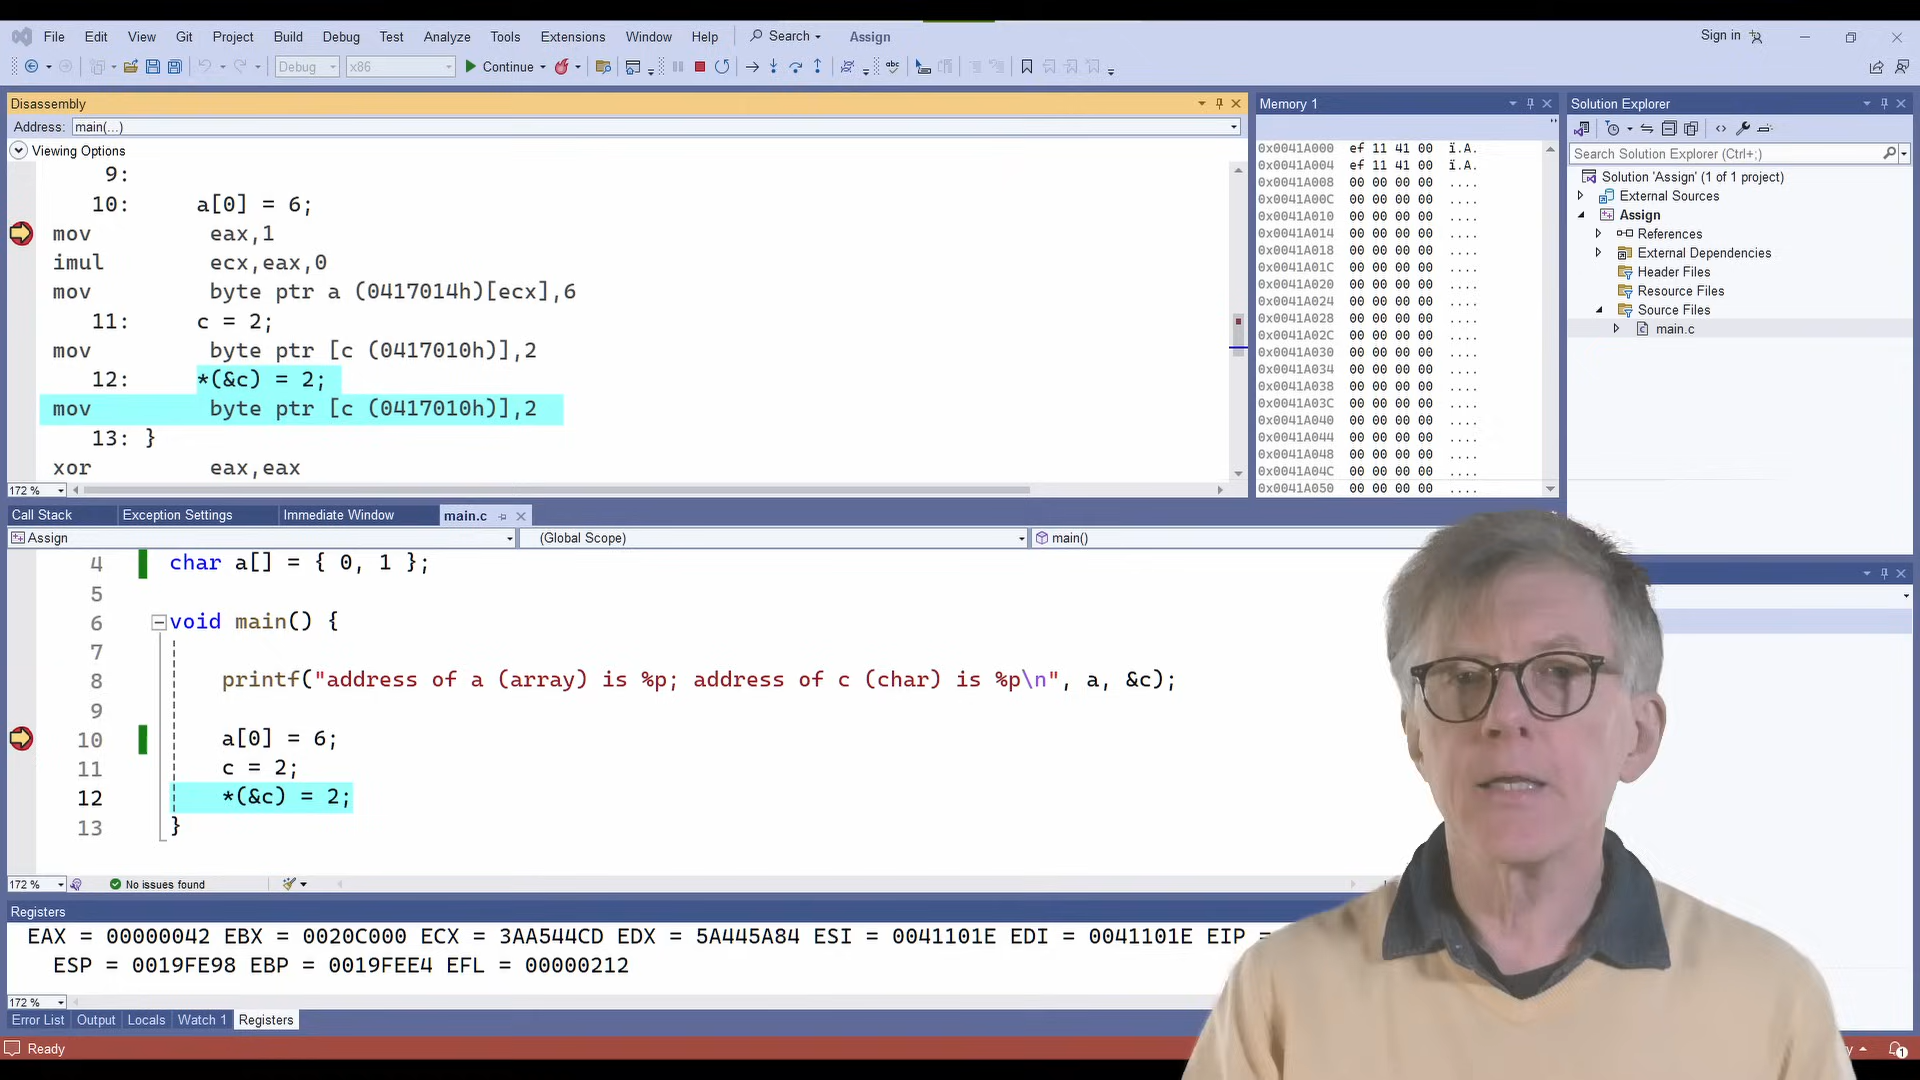 File Edit View Git Project Build Debug Test Analyze Tools Extensions Window Help Search Assign Sign in
Debug x86 Continue
Disassembly
Address: main(...)
Viewing Options
9:
10: a[0] = 6;
mov eax,1
imul ecx,eax,0
mov byte ptr a (0417014h)[ecx],6
11: c = 2;
mov byte ptr [c (0417010h)],2
12: *(&c) = 2;
mov byte ptr [c (0417010h)],2
13: }
xor eax,eax
172 %
Memory 1
0x0041A000 ef 11 41 00 ï.A.
0x0041A004 ef 11 41 00 ï.A.
0x0041A008 00 00 00 00 ....
0x0041A00C 00 00 00 00 ....
0x0041A010 00 00 00 00 ....
0x0041A014 00 00 00 00 ....
0x0041A018 00 00 00 00 ....
0x0041A01C 00 00 00 00 ....
0x0041A020 00 00 00 00 ....
0x0041A024 00 00 00 00 ....
0x0041A028 00 00 00 00 ....
0x0041A02C 00 00 00 00 ....
0x0041A030 00 00 00 00 ....
0x0041A034 00 00 00 00 ....
0x0041A038 00 00 00 00 ....
0x0041A03C 00 00 00 00 ....
0x0041A040 00 00 00 00 ....
0x0041A044 00 00 00 00 ....
0x0041A048 00 00 00 00 ....
0x0041A04C 00 00 00 00 ....
0x0041A050 00 00 00 00 ....
Solution Explorer
Search Solution Explorer (Ctrl+;)
Solution 'Assign' (1 of 1 project)
External Sources
Assign
References
External Dependencies
Header Files
Resource Files
Source Files
main.c
Call Stack Exception Settings Immediate Window main.c
Assign (Global Scope) main()
4 char a[] = { 0, 1 };
5
6 void main() {
7
8 printf("address of a (array) is %p; address of c (char) is %p\n", a, &c);
9
10 a[0] = 6;
11 c = 2;
12 *(&c) = 2;
13 }
172 % No issues found
Registers
EAX = 00000042 EBX = 0020C000 ECX = 3AA544CD EDX = 5A445A84 ESI = 0041101E EDI = 0041101E EIP =
ESP = 0019FE98 EBP = 0019FEE4 EFL = 00000212
172 %
Error List Output Locals Watch 1 Registers
Ready
1